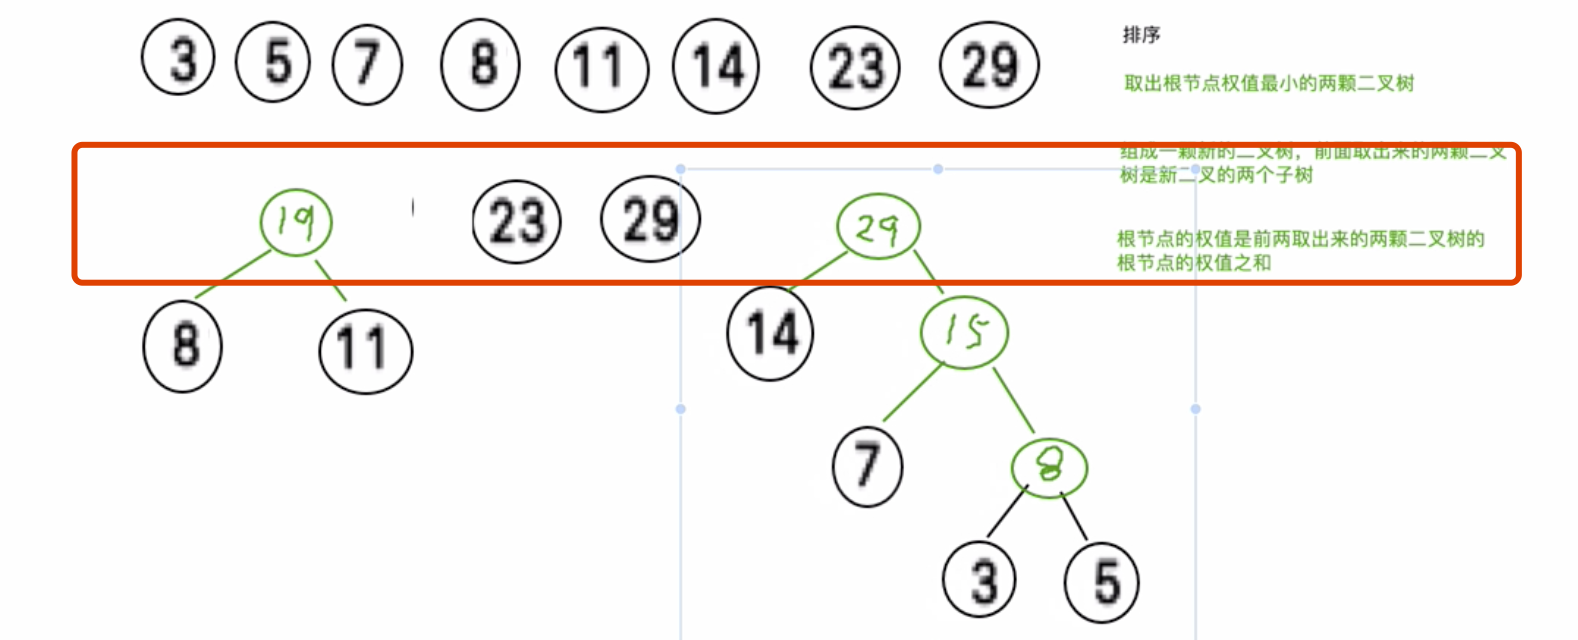 3 5 7 8 11 14 23 29
排序
取出根节点权值最小的两颗二叉树
组成一颗新的二叉树，前面取出来的两颗二叉
树是新二叉的两个子树
19 23 29 29
根节点的权值是前两取出来的两颗二叉树的
根节点的权值之和
8 11 14 15
7 8
3 5